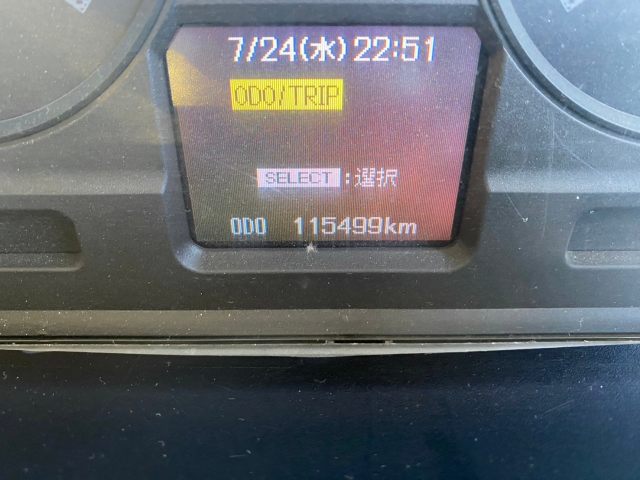 7/24(水)22:51
ODO/TRIP
SELECT:選択
ODO 115499km